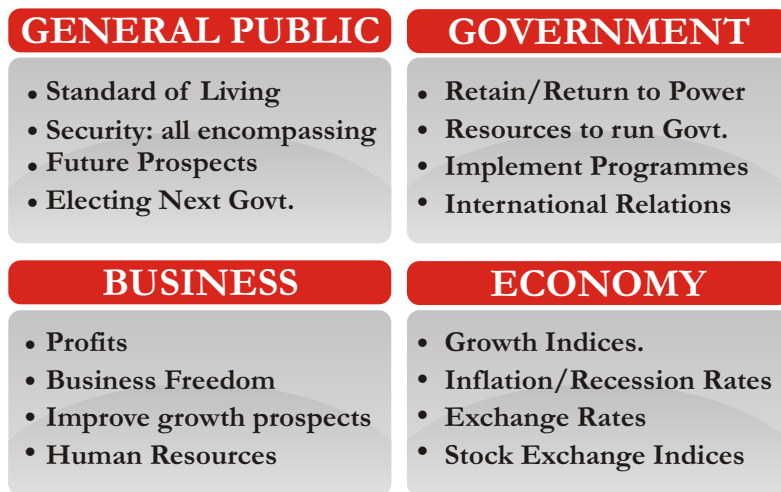 GENERAL PUBLIC
• Standard of Living
• Security: all encompassing
• Future Prospects
• Electing Next Govt.
GOVERNMENT
• Retain/Return to Power
• Resources to run Govt.
• Implement Programmes
• International Relations
BUSINESS
• Profits
• Business Freedom
• Improve growth prospects
• Human Resources
ECONOMY
• Growth Indices.
• Inflation/Recession Rates
• Exchange Rates
• Stock Exchange Indices